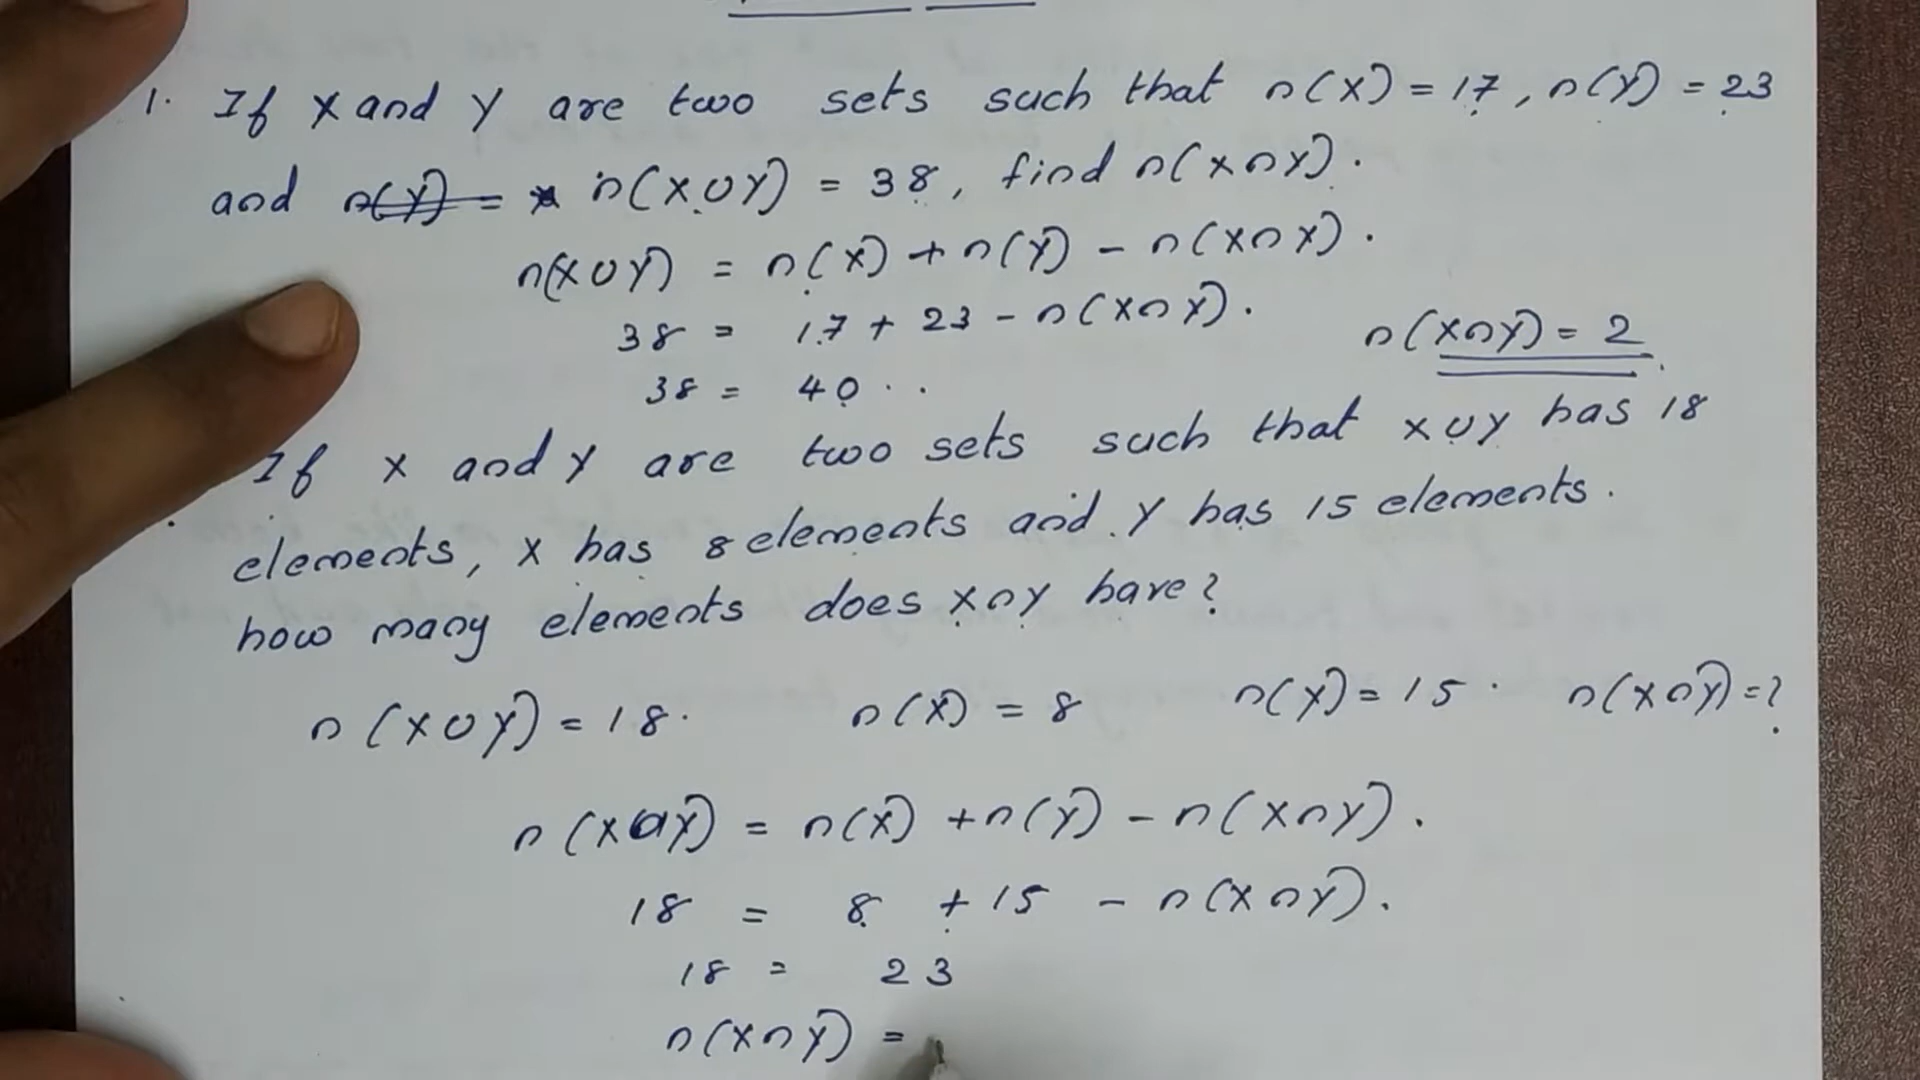 1. If X and Y are two sets such that n(X) = 17, n(Y) = 23
and n(Y) = n(X∪Y) = 38, find n(X∩Y).
n(X∪Y) = n(X) + n(Y) - n(X∩Y).
38 = 17 + 23 - n(X∩Y).
n(X∩Y) = 2
38 = 40 . .
If X and Y are two sets such that X∪Y has 18
elements, X has 8 elements and Y has 15 elements.
how many elements does X∩Y have?
n(X∪Y) = 18. n(X) = 8 n(Y) = 15. n(X∩Y) = ?
n(X∪Y) = n(X) + n(Y) - n(X∩Y).
18 = 8 + 15 - n(X∩Y).
18 = 23
n(X∩Y) =